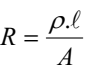 R = ρ.ℓ / A